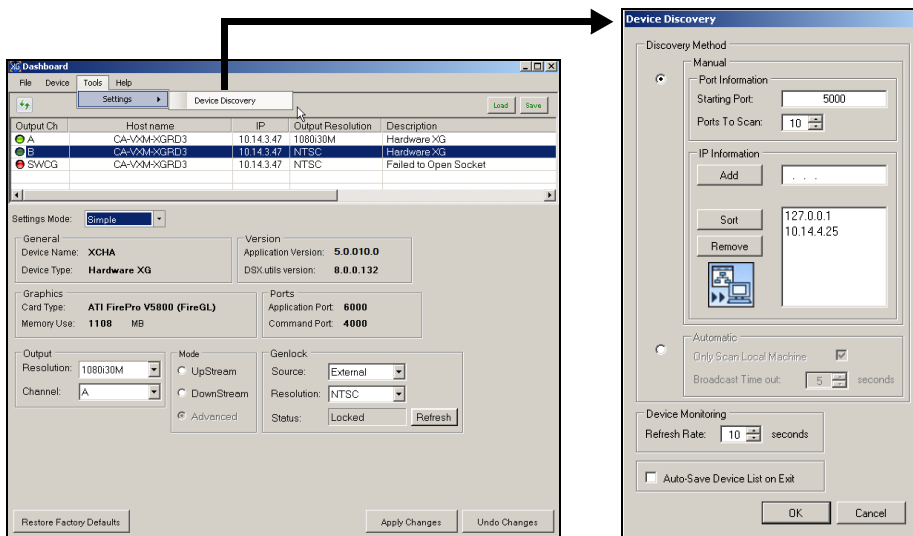 XG Dashboard
File Device Tools Help
Settings Device Discovery
Load Save
Output Ch Host name IP Output Resolution Description
A CA-VXM-XGRD3 10.14.3.47 1080i30M Hardware XG
B CA-VXM-XGRD3 10.14.3.47 NTSC Hardware XG
SWCG CA-VXM-XGRD3 10.14.3.47 NTSC Failed to Open Socket
Settings Mode: Simple
General
Device Name: XCHA
Device Type: Hardware XG
Version
Application Version: 5.0.010.0
DSX.utils version: 8.0.0.132
Graphics
Card Type: ATI FirePro V5800 (FireGL)
Memory Use: 1108 MB
Ports
Application Port: 6000
Command Port: 4000
Output
Resolution: 1080i30M
Channel: A
Mode
UpStream
DownStream
Advanced
Genlock
Source: External
Resolution: NTSC
Status: Locked Refresh
Restore Factory Defaults Apply Changes Undo Changes
Device Discovery
Discovery Method
Manual
Port Information
Starting Port: 5000
Ports To Scan: 10
IP Information
Add . . .
Sort
Remove
127.0.0.1
10.14.4.25
Automatic
Only Scan Local Machine
Broadcast Time out: 5 seconds
Device Monitoring
Refresh Rate: 10 seconds
Auto-Save Device List on Exit
OK Cancel